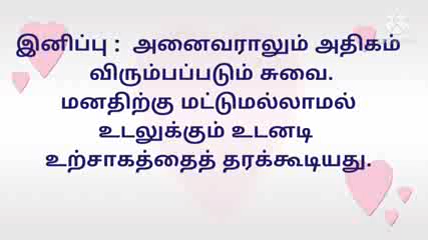 இனிப்பு : அனைவராலும் அதிகம்
விரும்பப்படும் சுவை.
மனதிற்கு மட்டுமல்லாமல்
உடலுக்கும் உடனடி
உற்சாகத்தைத் தரக்கூடியது.